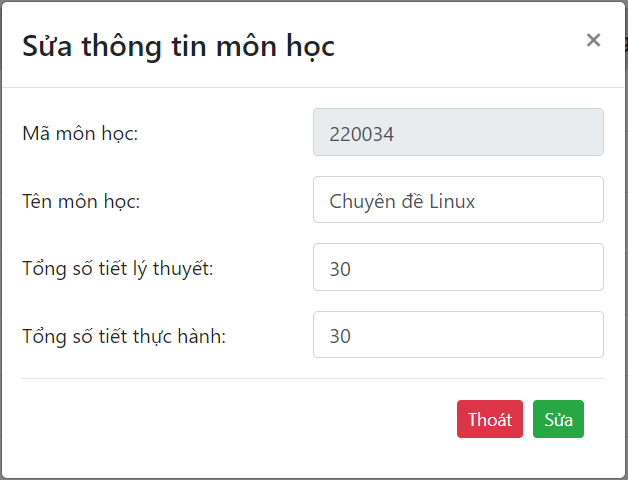 Sửa thông tin môn học ×
Mã môn học: 220034
Tên môn học: Chuyên đề Linux
Tổng số tiết lý thuyết: 30
Tổng số tiết thực hành: 30
Thoát Sửa